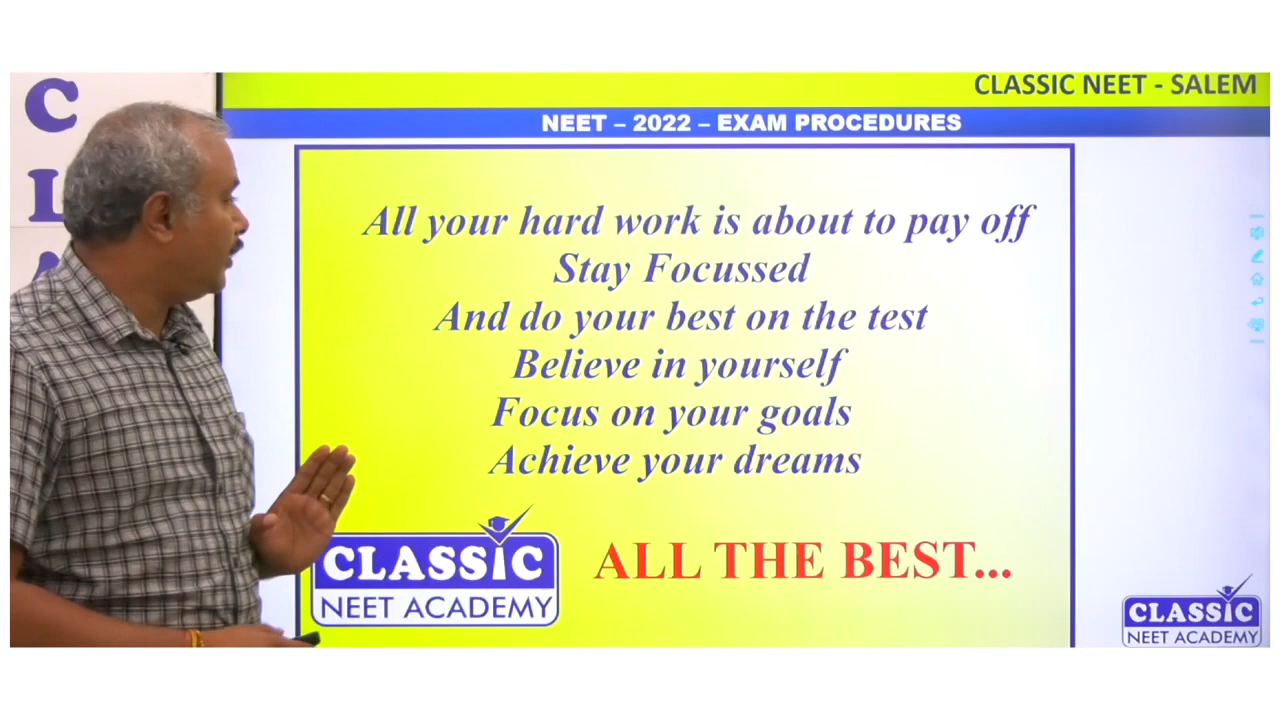 C
L
A
CLASSIC NEET - SALEM
NEET – 2022 – EXAM PROCEDURES
All your hard work is about to pay off
Stay Focussed
And do your best on the test
Believe in yourself
Focus on your goals
Achieve your dreams
CLASSIC
NEET ACADEMY
ALL THE BEST...
CLASSIC
NEET ACADEMY